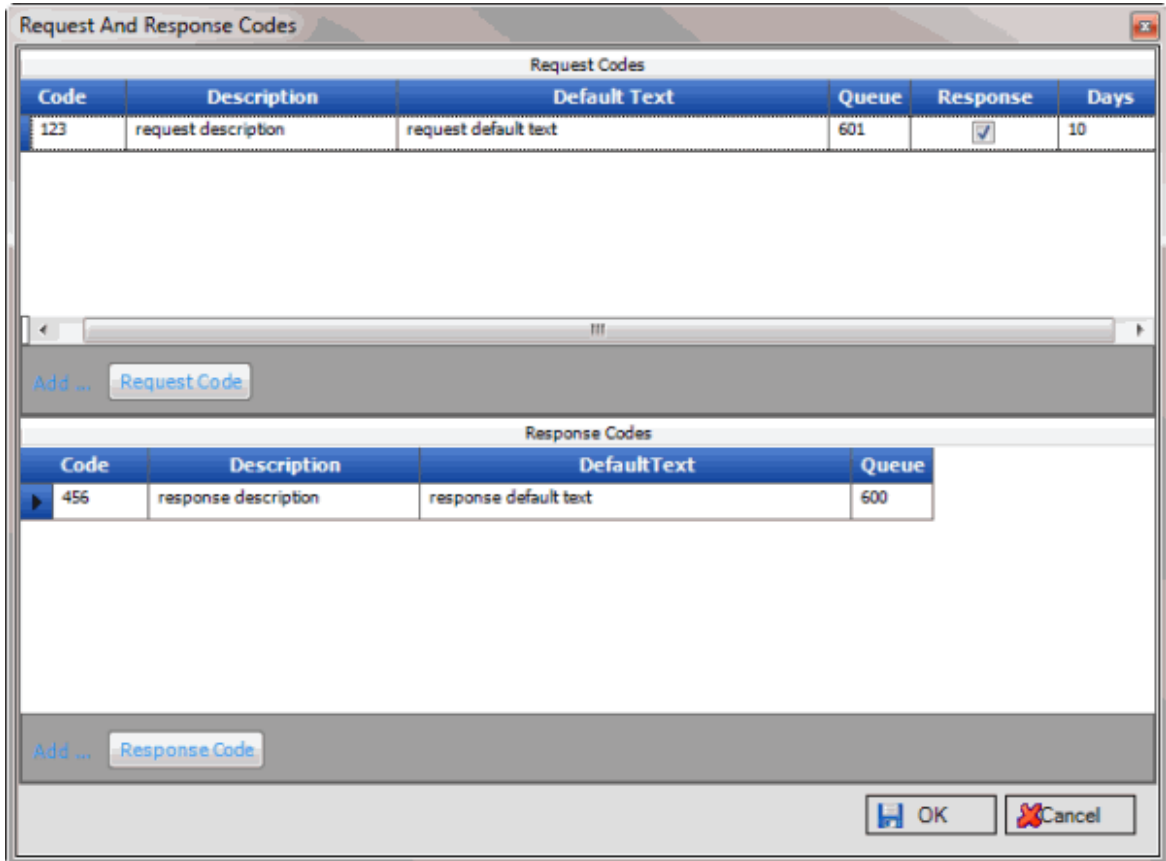 Request And Response Codes
Request Codes
Code Description Default Text Queue Response Days
123 request description request default text 601 10
Add ... Request Code
Response Codes
Code Description DefaultText Queue
456 response description response default text 600
Add ... Response Code
OK Cancel